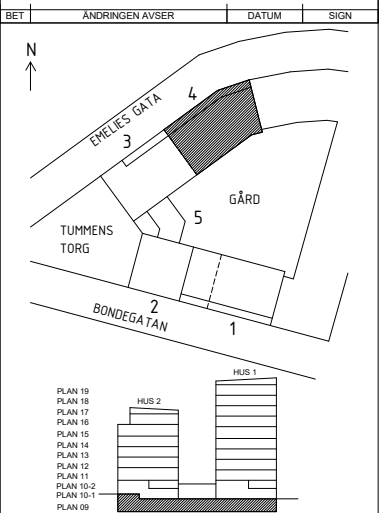 BET ÄNDRINGEN AVSER DATUM SIGN
N
EMELIES GATA
4
3
5
GÅRD
TUMMENS
TORG
2
BONDEGATAN
1
HUS 1
HUS 2
PLAN 19
PLAN 18
PLAN 17
PLAN 16
PLAN 15
PLAN 14
PLAN 13
PLAN 12
PLAN 11
PLAN 10-2
PLAN 10-1
PLAN 09